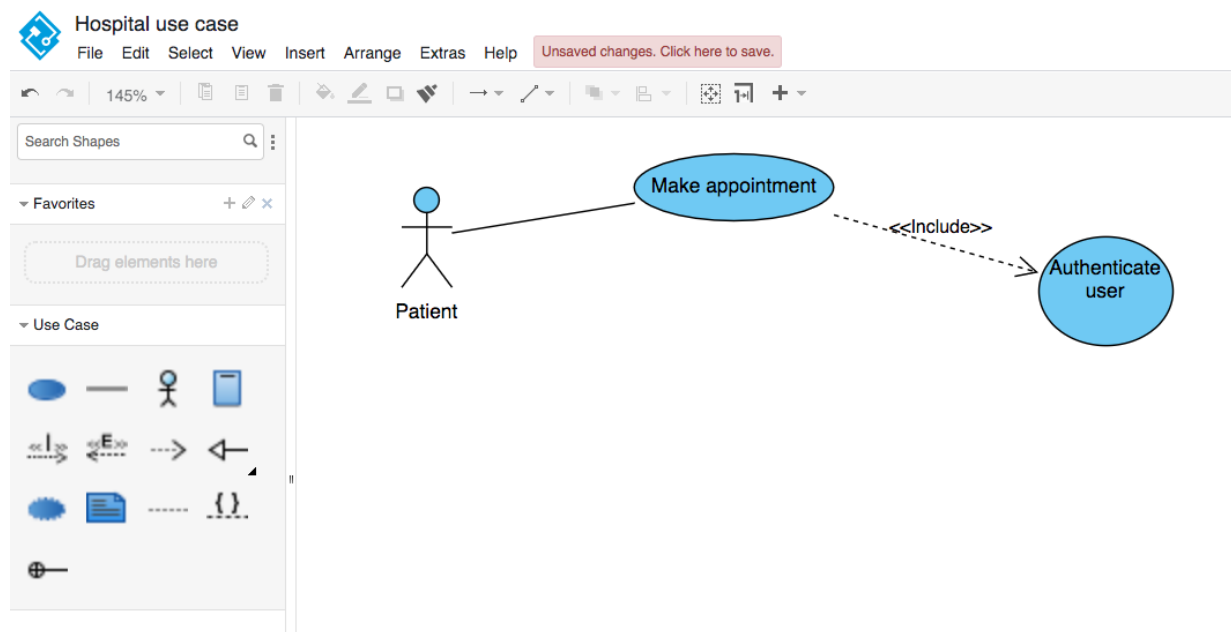 Hospital use case
File Edit Select View Insert Arrange Extras Help Unsaved changes. Click here to save.
145%
Search Shapes
Favorites
Drag elements here
Use Case
<<I>> <<E>>
{ }
Make appointment
<<Include>>
Authenticate
user
Patient